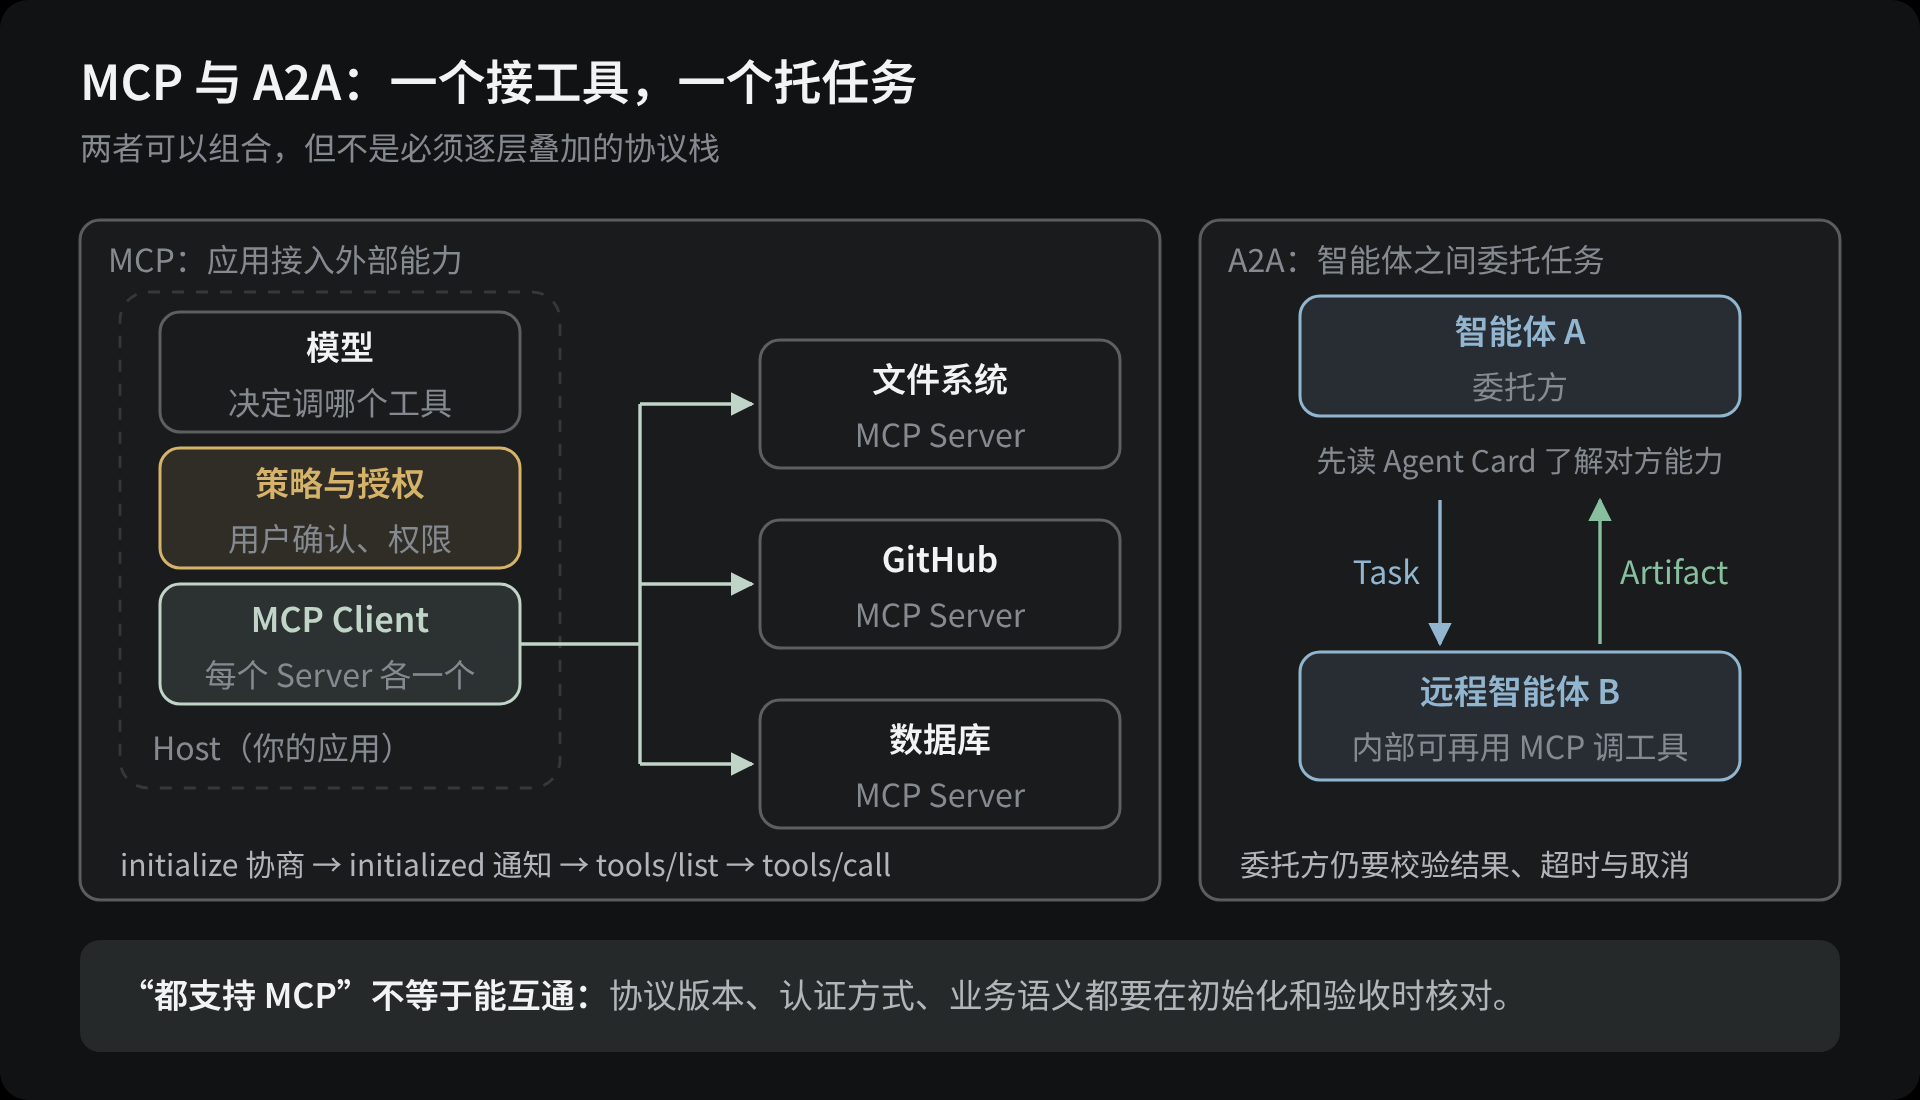 MCP 与 A2A：一个接工具，一个托任务
两者可以组合，但不是必须逐层叠加的协议栈
MCP：应用接入外部能力
模型
决定调哪个工具
策略与授权
用户确认、权限
MCP Client
每个 Server 各一个
Host（你的应用）
文件系统
MCP Server
GitHub
MCP Server
数据库
MCP Server
initialize 协商 → initialized 通知 → tools/list → tools/call
A2A：智能体之间委托任务
智能体 A
委托方
先读 Agent Card 了解对方能力
Task
Artifact
远程智能体 B
内部可再用 MCP 调工具
委托方仍要校验结果、超时与取消
“都支持 MCP”不等于能互通：协议版本、认证方式、业务语义都要在初始化和验收时核对。